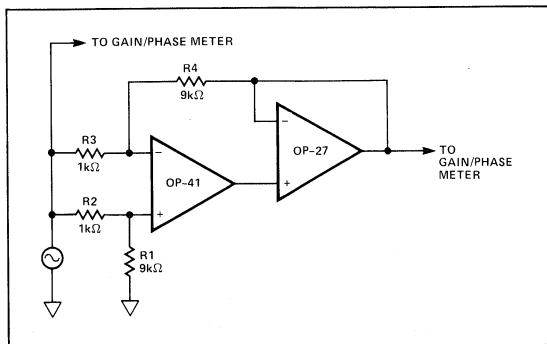 TO GAIN/PHASE METER
R4
9kΩ
R3
1kΩ
−
OP-41
+
−
OP-27
+
TO
GAIN/PHASE
METER
R2
1kΩ
R1
9kΩ